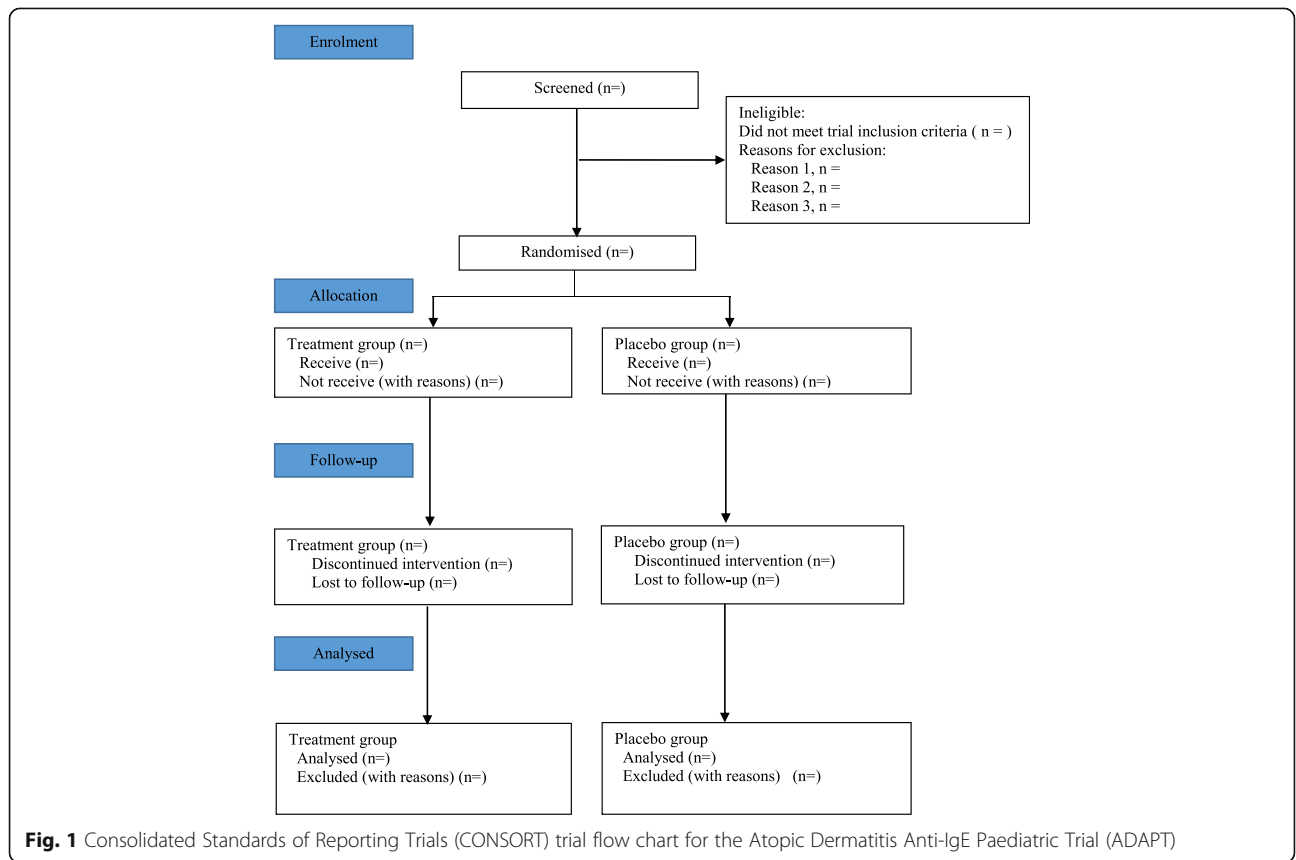 Enrolment
Screened (n=)
Ineligible:
Did not meet trial inclusion criteria ( n = )
Reasons for exclusion:
Reason 1, n =
Reason 2, n =
Reason 3, n =
Randomised (n=)
Allocation
Treatment group (n=)
Receive (n=)
Not receive (with reasons) (n=)
Placebo group (n=)
Receive (n=)
Not receive (with reasons) (n=)
Follow-up
Treatment group (n=)
Discontinued intervention (n=)
Lost to follow-up (n=)
Placebo group (n=)
Discontinued intervention (n=)
Lost to follow-up (n=)
Analysed
Treatment group
Analysed (n=)
Excluded (with reasons) (n=)
Placebo group
Analysed (n=)
Excluded (with reasons) (n=)
Fig. 1 Consolidated Standards of Reporting Trials (CONSORT) trial flow chart for the Atopic Dermatitis Anti-IgE Paediatric Trial (ADAPT)